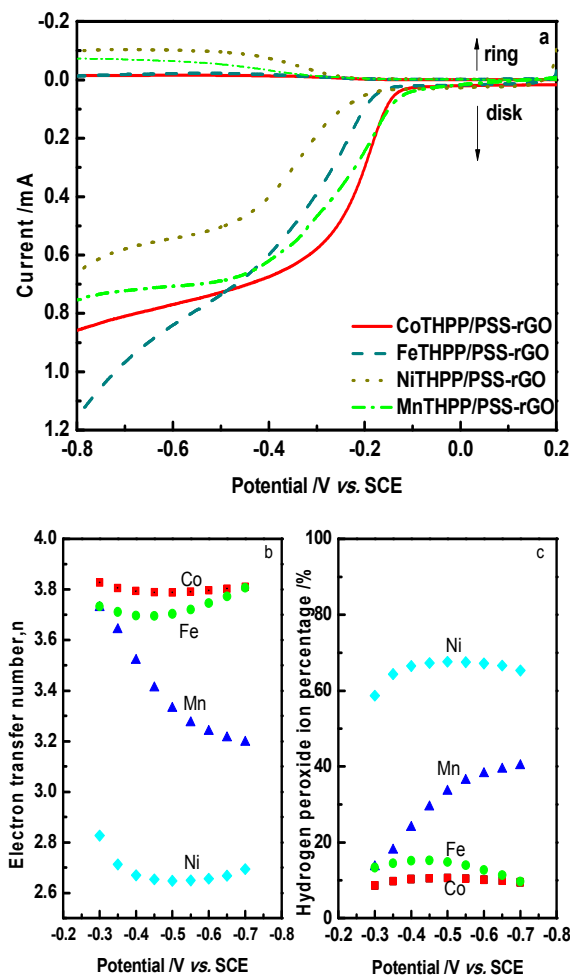 a
ring
disk
-0.2
0.0
0.2
0.4
0.6
0.8
1.0
1.2
Current /mA
CoTHPP/PSS-rGO
FeTHPP/PSS-rGO
NiTHPP/PSS-rGO
MnTHPP/PSS-rGO
-0.8 -0.6 -0.4 -0.2 0.0 0.2
Potential /V vs. SCE
b
4.0
3.8
3.6
3.4
3.2
3.0
2.8
2.6
Electron transfer number,n
Co
Fe
Mn
Ni
-0.2 -0.3 -0.4 -0.5 -0.6 -0.7 -0.8
Potential /V vs. SCE
c
100
80
60
40
20
0
Hydrogen peroxide ion percentage /%
Ni
Mn
Fe
Co
-0.2 -0.3 -0.4 -0.5 -0.6 -0.7 -0.8
Potential /V vs. SCE